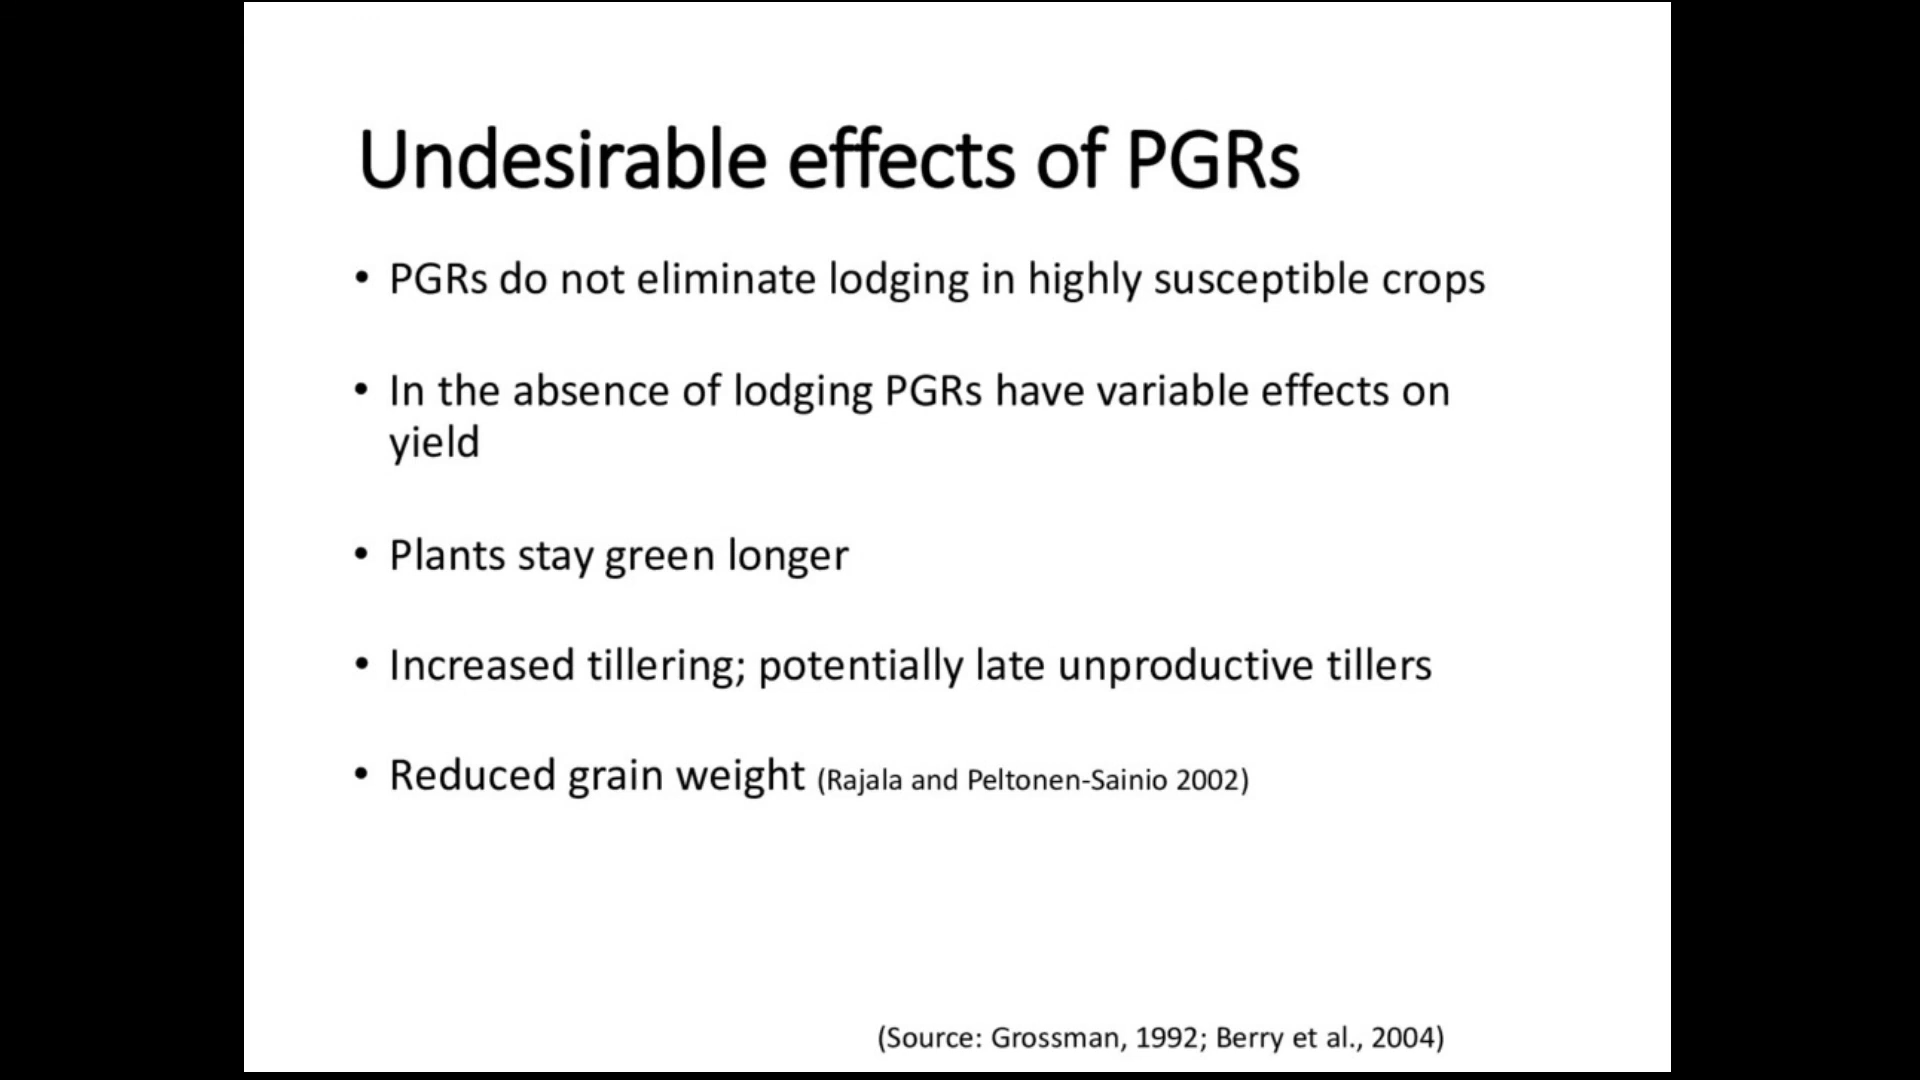 Undesirable effects of PGRs
• PGRs do not eliminate lodging in highly susceptible crops
• In the absence of lodging PGRs have variable effects on
yield
• Plants stay green longer
• Increased tillering; potentially late unproductive tillers
• Reduced grain weight (Rajala and Peltonen-Sainio 2002)
(Source: Grossman, 1992; Berry et al., 2004)